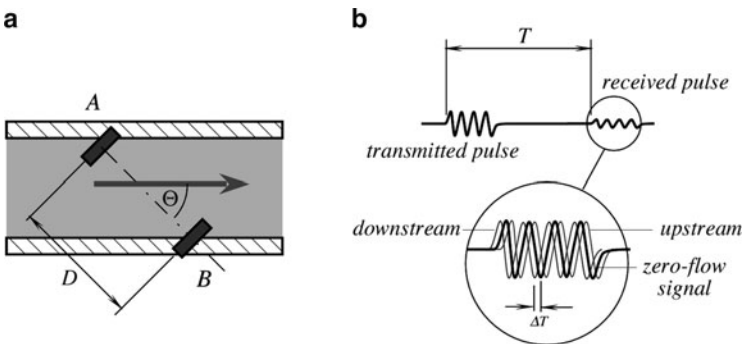 a
A
Θ
D
B
b
T
received pulse
transmitted pulse
downstream
upstream
zero-flow
signal
ΔT